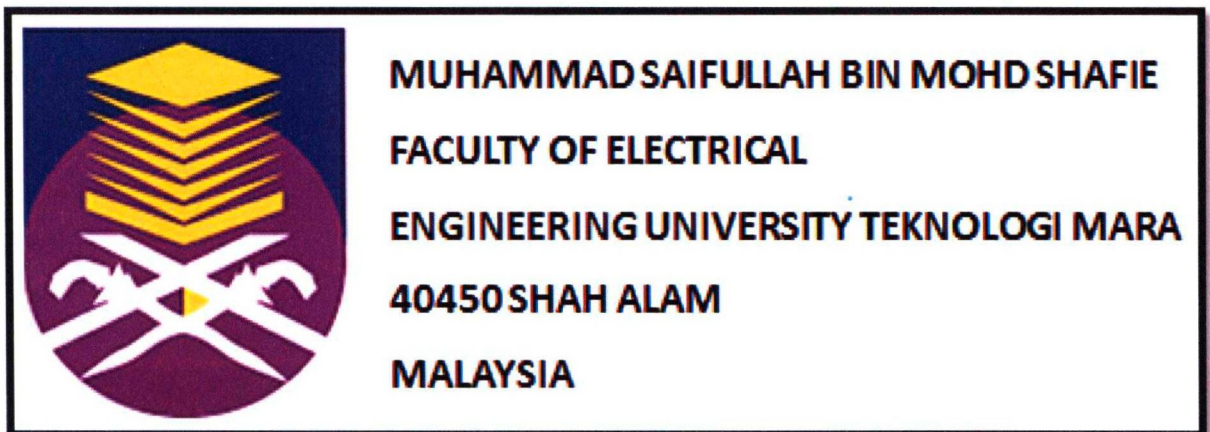 MUHAMMAD SAIFULLAH BIN MOHD SHAFIE
FACULTY OF ELECTRICAL
ENGINEERING UNIVERSITY TEKNOLOGI MARA
40450 SHAH ALAM
MALAYSIA